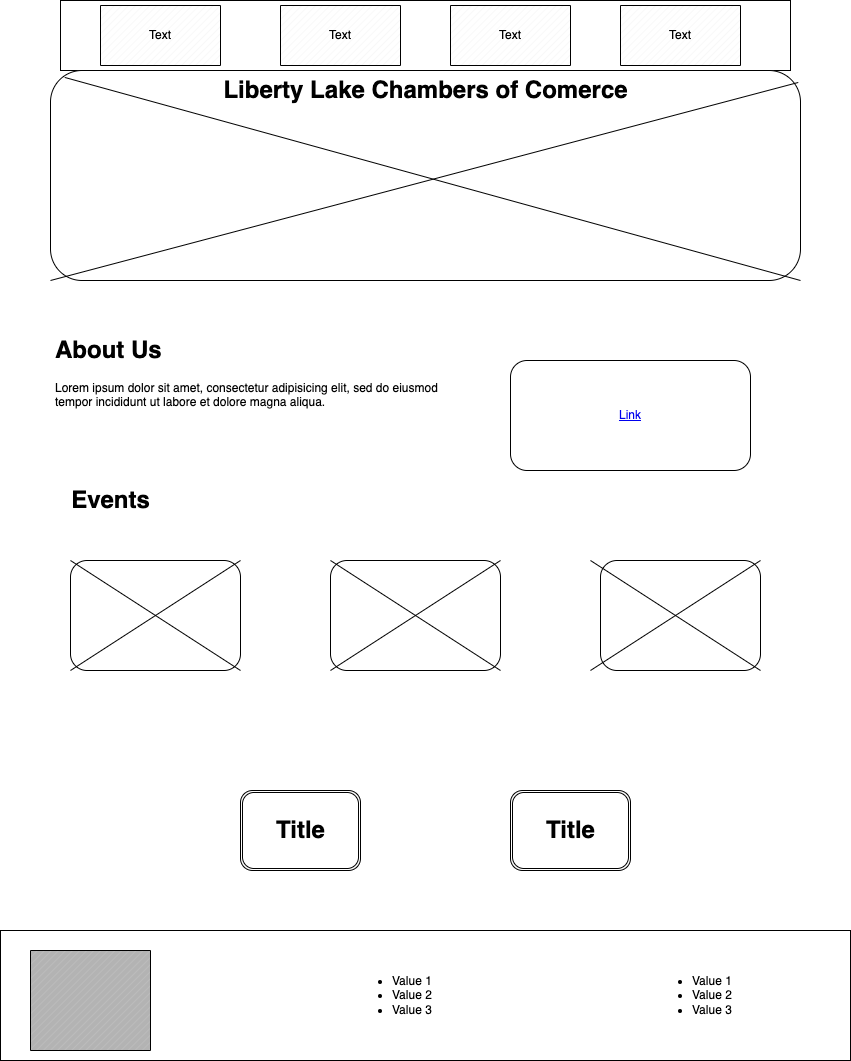 Text
Text
Text
Text
Liberty Lake Chambers of Comerce
About Us
Lorem ipsum dolor sit amet, consectetur adipisicing elit, sed do eiusmod
tempor incididunt ut labore et dolore magna aliqua.
Link
Events
Title
Title
Value 1
Value 2
Value 3
Value 1
Value 2
Value 3